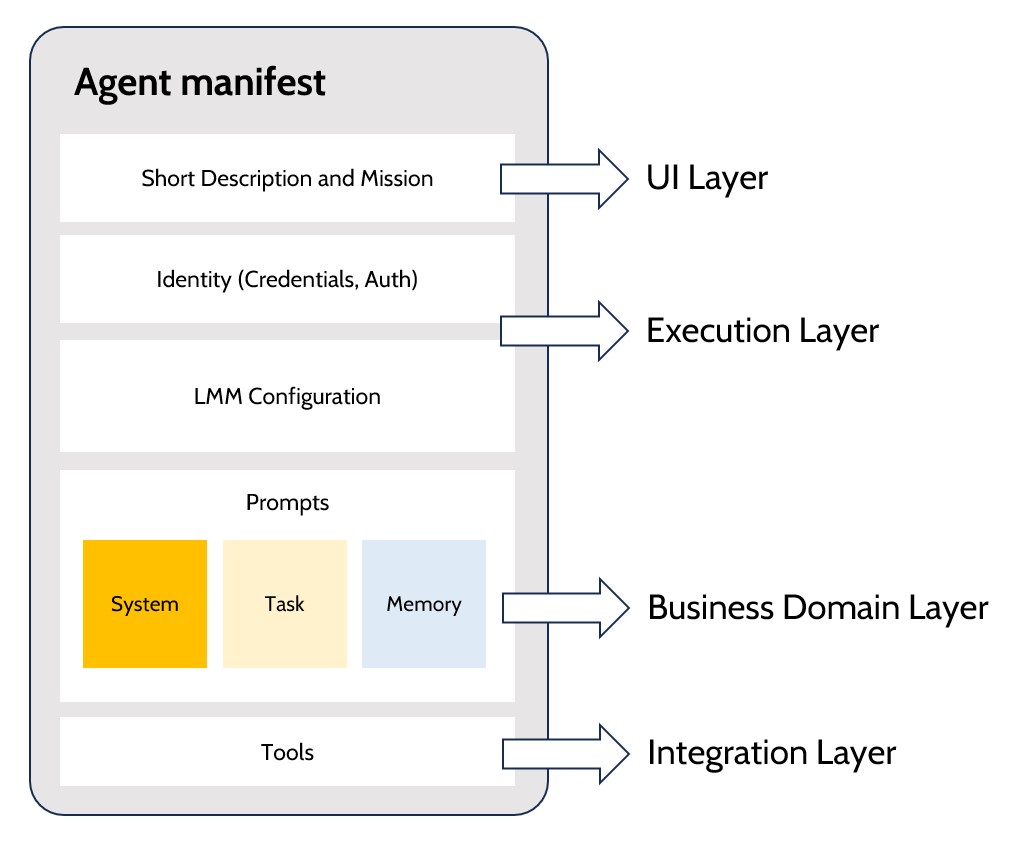 Agent manifest
Short Description and Mission
UI Layer
Identity (Credentials, Auth)
Execution Layer
LMM Configuration
Prompts
System
Task
Memory
Business Domain Layer
Tools
Integration Layer